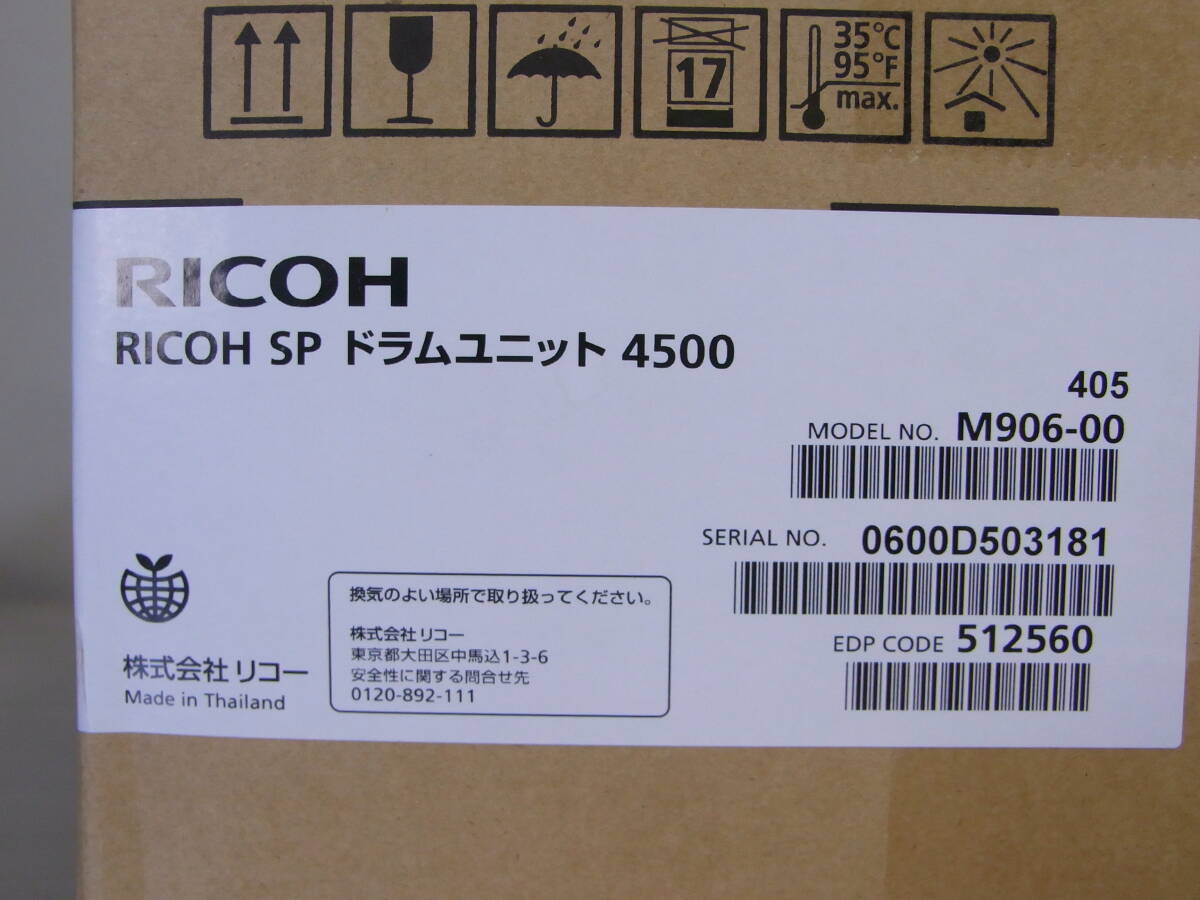 17
35°C
95°F
max.
RICOH
RICOH SP ドラムユニット 4500
405
MODEL NO. M906-00
SERIAL NO. 0600D503181
EDP CODE 512560
換気のよい場所で取り扱ってください。
株式会社 リコー
東京都大田区中馬込1-3-6
安全性に関する問合せ先
0120-892-111
株式会社 リコー
Made in Thailand